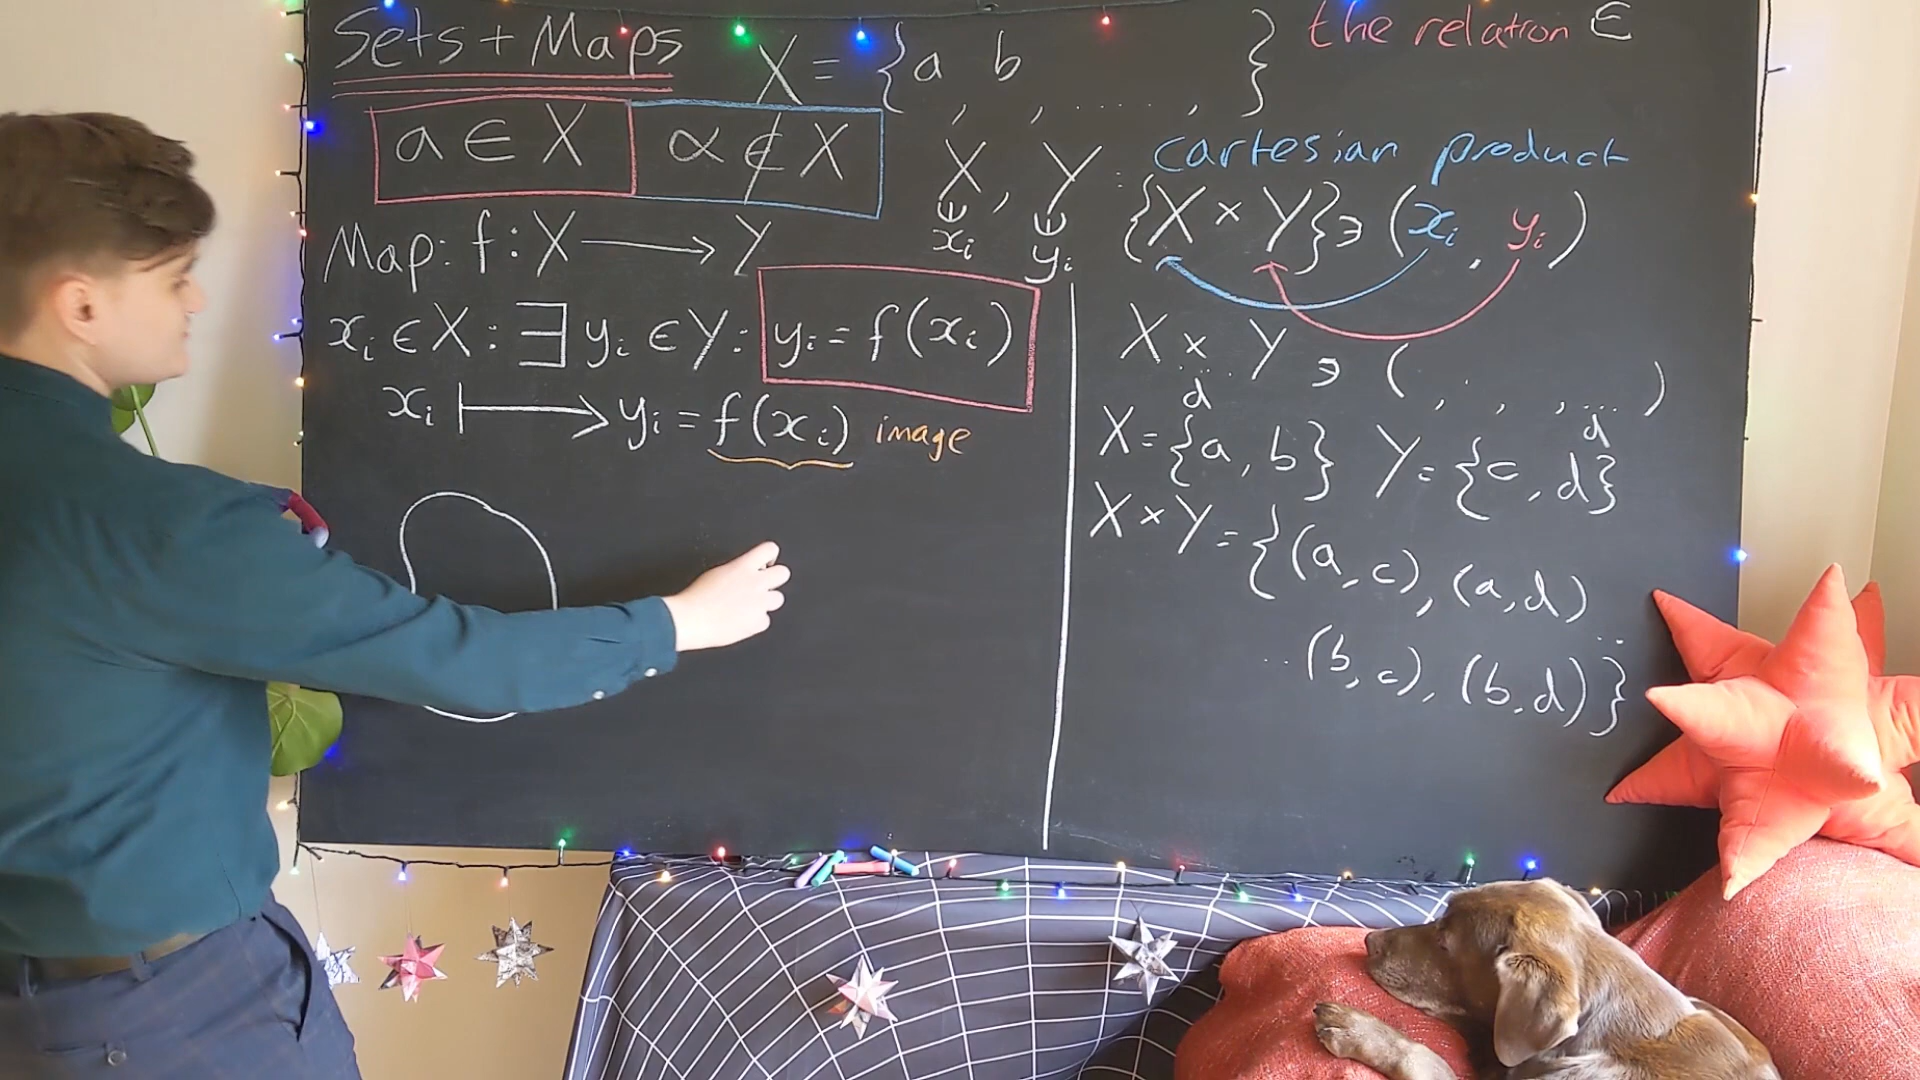 Sets + Maps
X = {a, b, ....., }
the relation ∈
a ∈ X
α ∉ X
Map: f: X ⟶ Y
xᵢ ∈ X : ∃ yᵢ ∈ Y : yᵢ = f(xᵢ)
xᵢ ⟼ yᵢ = f(xᵢ) image
X, Y :
xᵢ yᵢ
cartesian product
{X × Y} ∋ (xᵢ, yᵢ)
X × .... Y ∋ ( , , , ... )
d d
X = {a, b} Y = {c, d}
X × Y = {(a, c), (a, d) ..
.. (b, c), (b, d)}